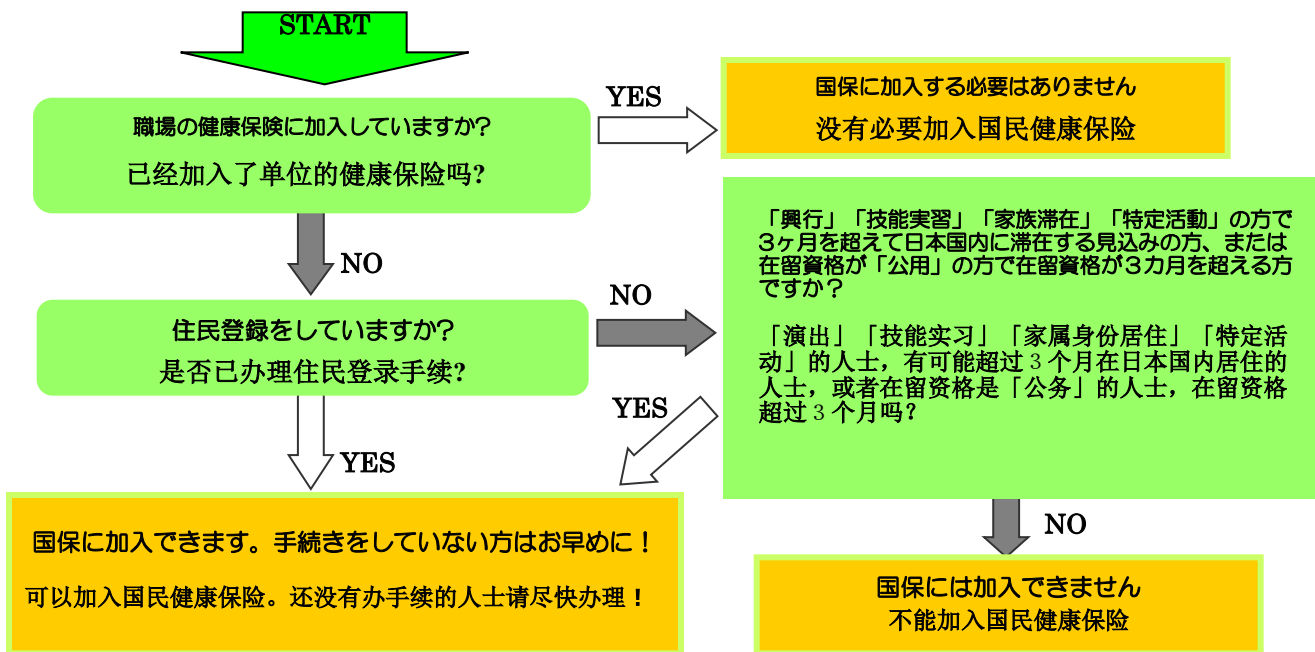 START
職場の健康保険に加入していますか?
已经加入了单位的健康保险吗?
YES
国保に加入する必要はありません
没有必要加入国民健康保险
NO
住民登録をしていますか?
是否已办理住民登录手续?
NO
「興行」「技能実習」「家族滞在」「特定活動」の方で
3ヶ月を超えて日本国内に滞在する見込みの方、または
在留資格が「公用」の方で在留資格が3カ月を超える方
ですか？
「演出」「技能实习」「家属身份居住」「特定活
动」的人士，有可能超过 3 个月在日本国内居住的
人士，或者在留资格是「公务」的人士，在留资格
超过 3 个月吗？
YES
YES
国保に加入できます。手続きをしていない方はお早めに！
可以加入国民健康保险。还没有办手续的人士请尽快办理！
NO
国保には加入できません
不能加入国民健康保险